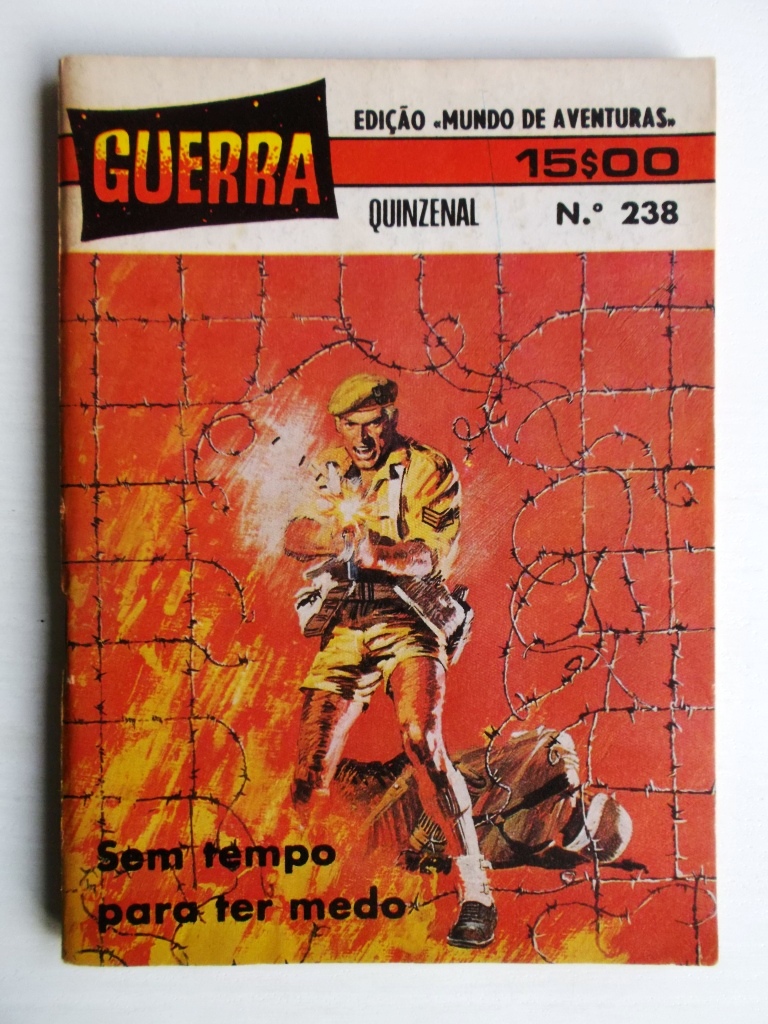 GUERRA
EDIÇÃO «MUNDO DE AVENTURAS»
15$00
QUINZENAL N.º 238
Sem tempo
para ter medo